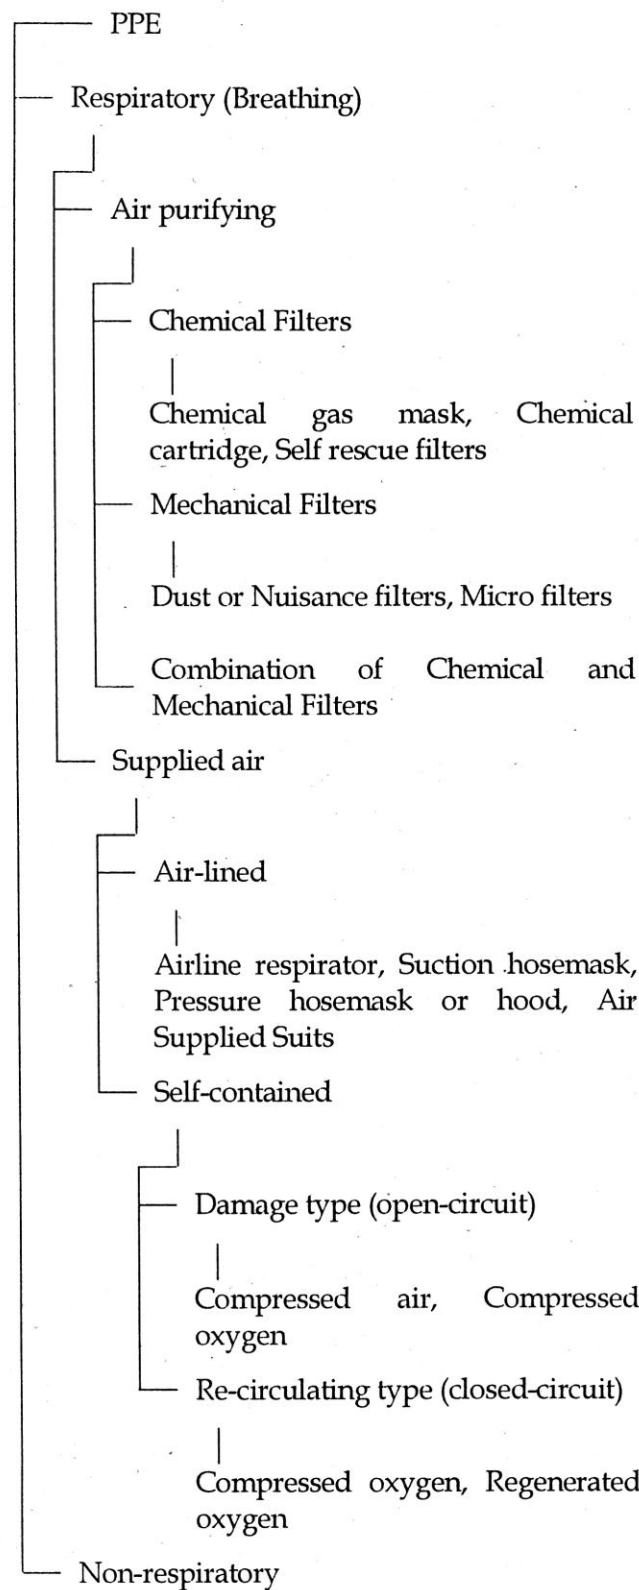 PPE
Respiratory (Breathing)
Air purifying
Chemical Filters
Chemical gas mask, Chemical
cartridge, Self rescue filters
Mechanical Filters
Dust or Nuisance filters, Micro filters
Combination of Chemical and
Mechanical Filters
Supplied air
Air-lined
Airline respirator, Suction hosemask,
Pressure hosemask or hood, Air
Supplied Suits
Self-contained
Damage type (open-circuit)
Compressed air, Compressed
oxygen
Re-circulating type (closed-circuit)
Compressed oxygen, Regenerated
oxygen
Non-respiratory